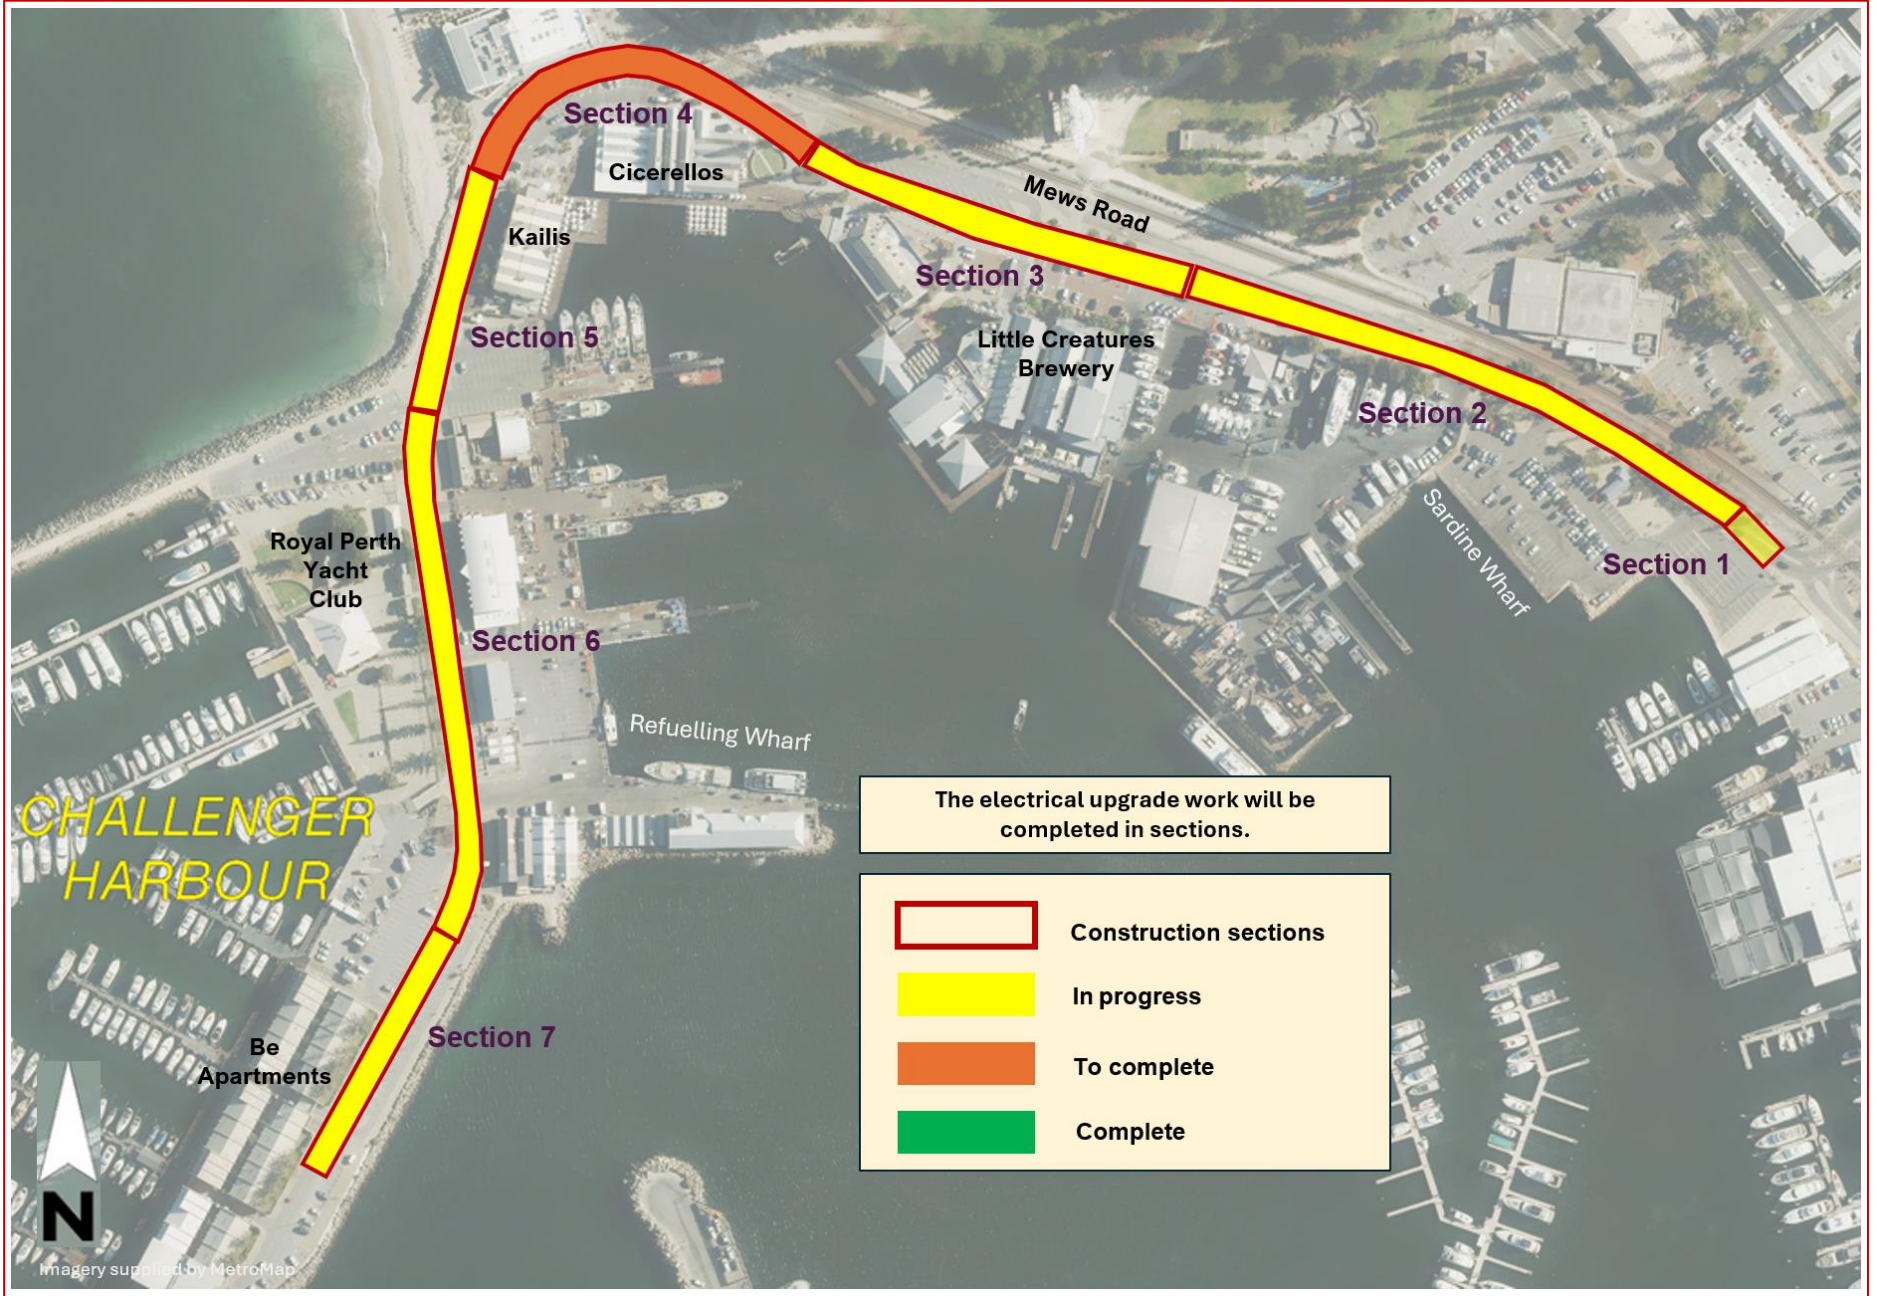 Section 4
Cicerellos
Mews Road
Kailis
Section 3
Section 5
Little Creatures
Brewery
Section 2
Sardine Wharf
Royal Perth
Yacht
Club
Section 1
Section 6
Refuelling Wharf
CHALLENGER
HARBOUR
The electrical upgrade work will be
completed in sections.
Construction sections
In progress
To complete
Complete
Section 7
Be
Apartments
N
Imagery supplied by MetroMap